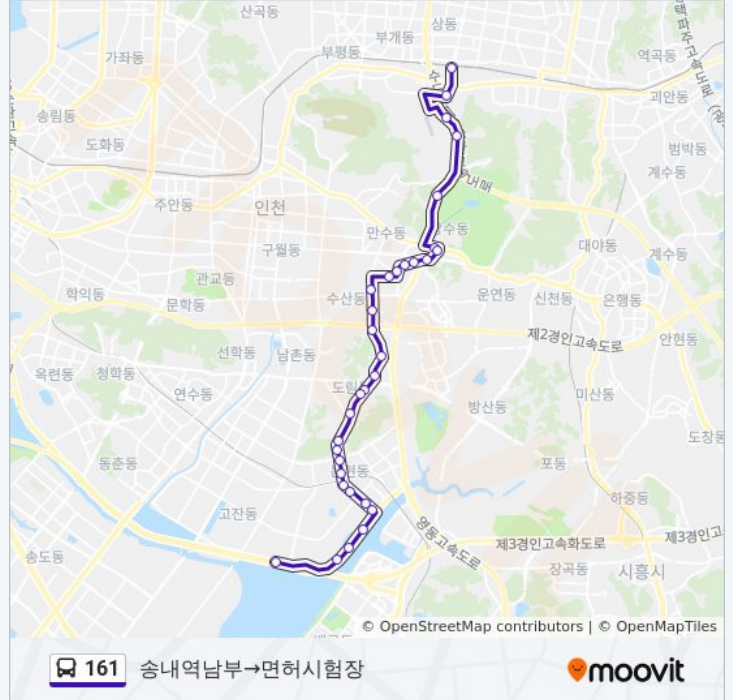 산곡동
상동
부개동
부평동
가좌동
역곡동
괴안동
송림동
도화동
범박동
계수동
주안동
인천
만수동
구월동
대야동
계수동
관교동
학익동
문학동
수산동
운연동
신천동
은행동
제2경인고속도로
안현동
선학동
남촌동
옥련동
청학동
연수동
미산동
방산동
도창동
동춘동
포동
하중동
고잔동
영동고속도로
제3경인고속화도로
제3경인고
송도동
장곡동
시흥시
© OpenStreetMap contributors | © OpenMapTiles
161 송내역남부→면허시험장
moovit